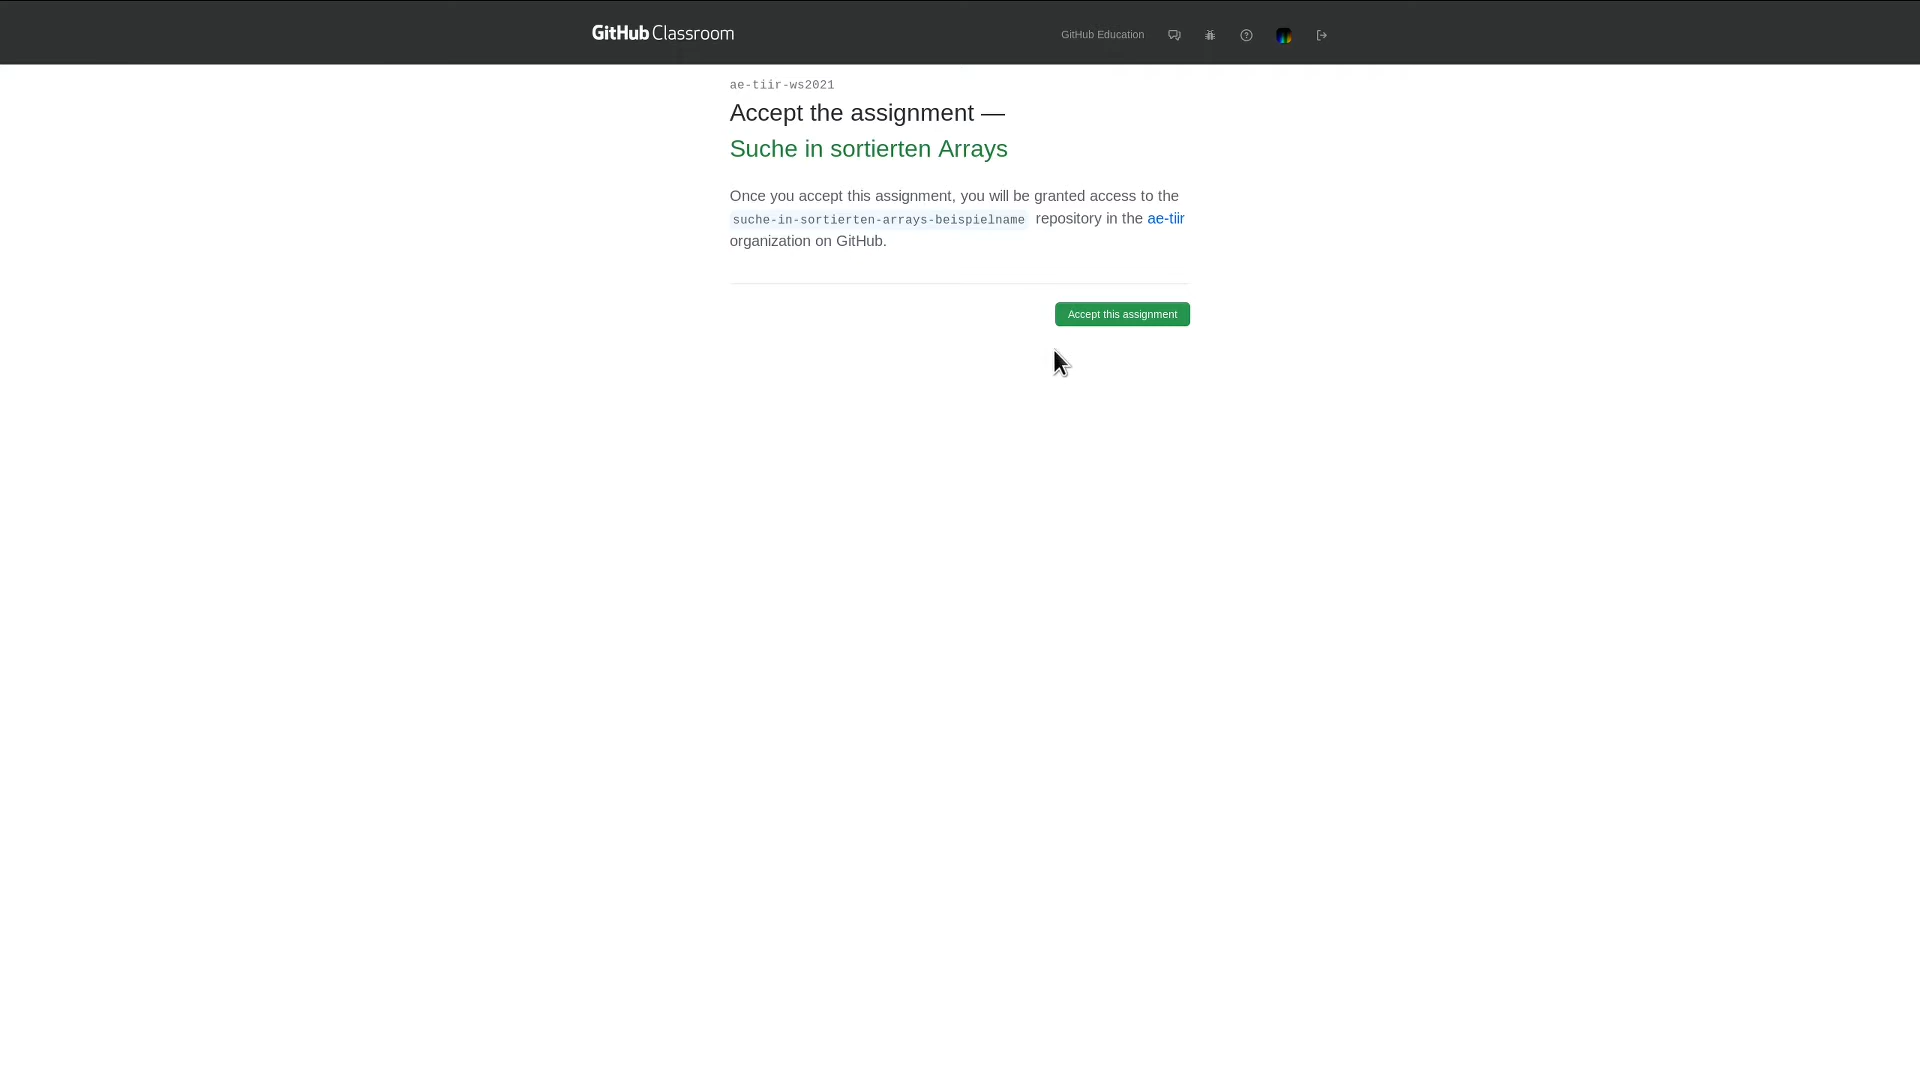 GitHub Classroom
GitHub Education
ae-tiir-ws2021
Accept the assignment —
Suche in sortierten Arrays
Once you accept this assignment, you will be granted access to the
suche-in-sortierten-arrays-beispielname repository in the ae-tiir
organization on GitHub.
Accept this assignment